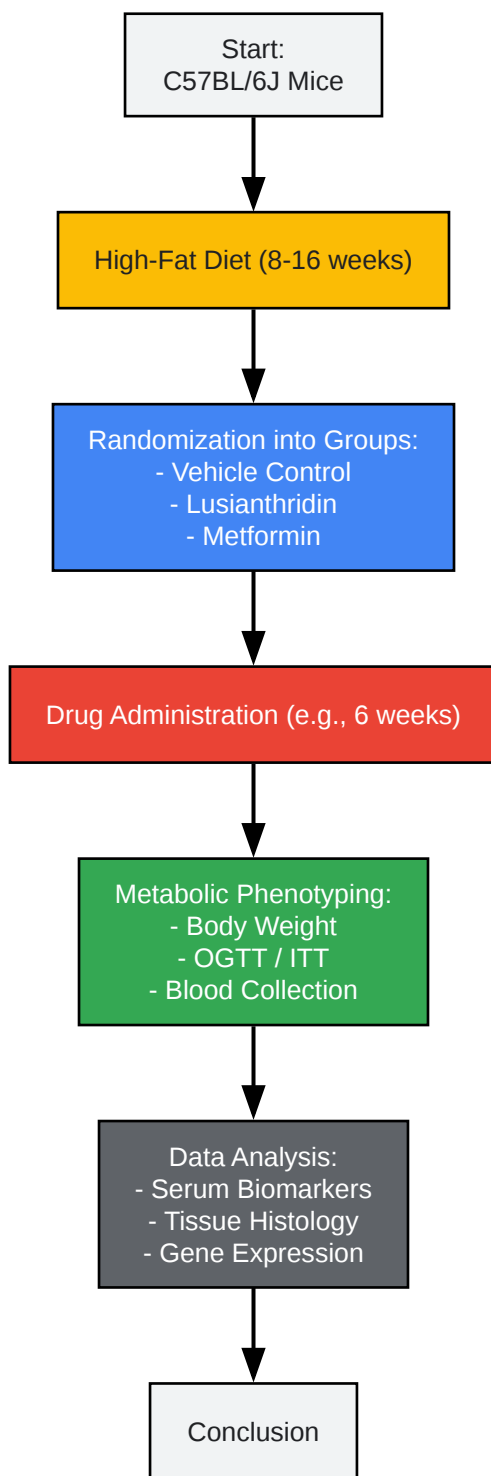 Start:
C57BL/6J Mice
High-Fat Diet (8-16 weeks)
Randomization into Groups:
- Vehicle Control
- Lusianthridin
- Metformin
Drug Administration (e.g., 6 weeks)
Metabolic Phenotyping:
- Body Weight
- OGTT / ITT
- Blood Collection
Data Analysis:
- Serum Biomarkers
- Tissue Histology
- Gene Expression
Conclusion